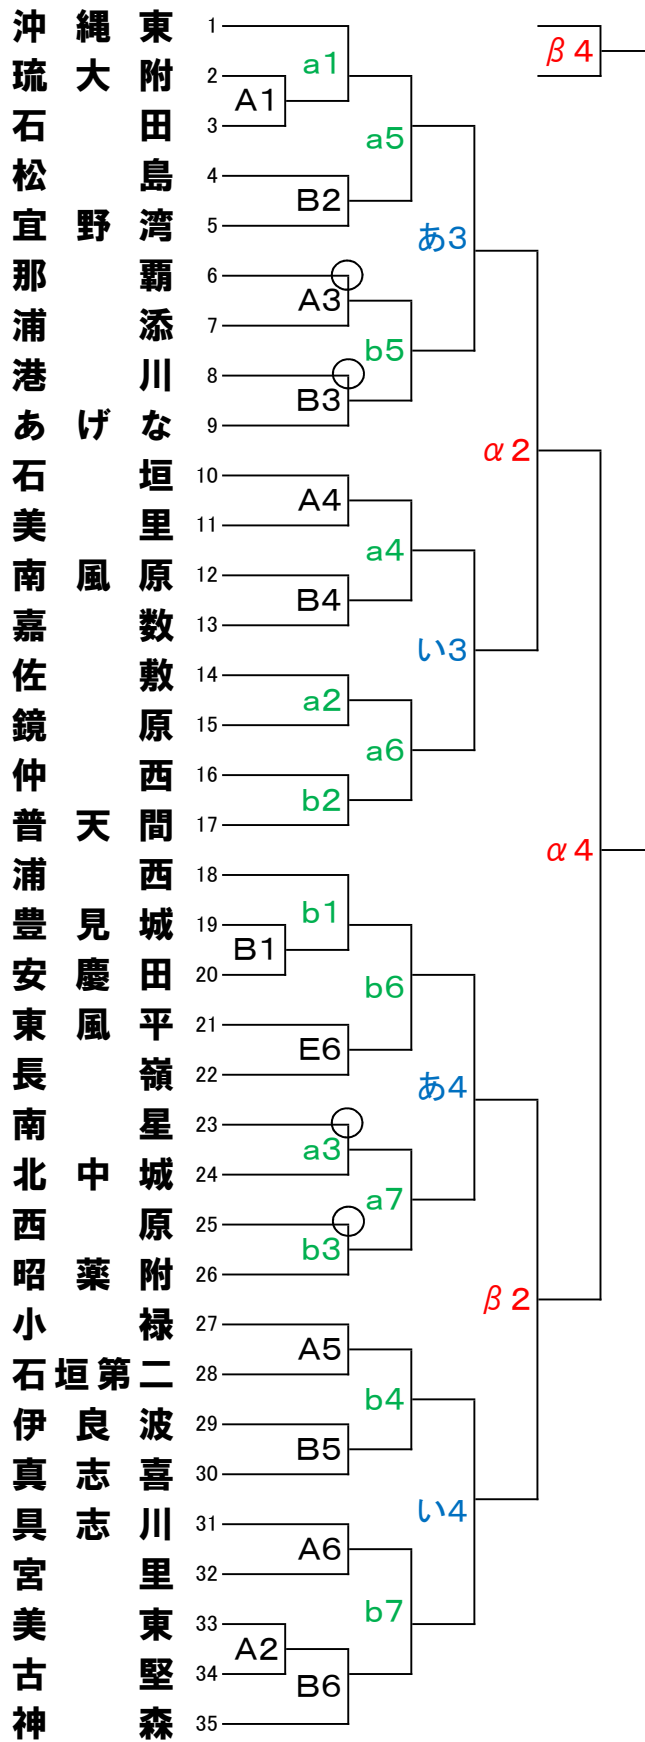 沖縄東 1
β4
a1
琉大附 2
A1
石田 3
a5
松島 4
B2
宜野湾 5
あ3
那覇 6
A3
浦添 7
b5
港川 8
B3
あげな 9
α2
石垣 10
A4
美里 11
a4
南風原 12
B4
嘉数 13
い3
佐敷 14
a2
鏡原 15
a6
仲西 16
b2
普天間 17
α4
浦西 18
b1
豊見城 19
B1
安慶田 20
b6
東風平 21
E6
長嶺 22
あ4
南星 23
a3
北中城 24
a7
西原 25
b3
昭薬附 26
β2
小禄 27
A5
石垣第二 28
b4
伊良波 29
B5
真志喜 30
い4
具志川 31
A6
宮里 32
b7
美東 33
A2
古堅 34
B6
神森 35